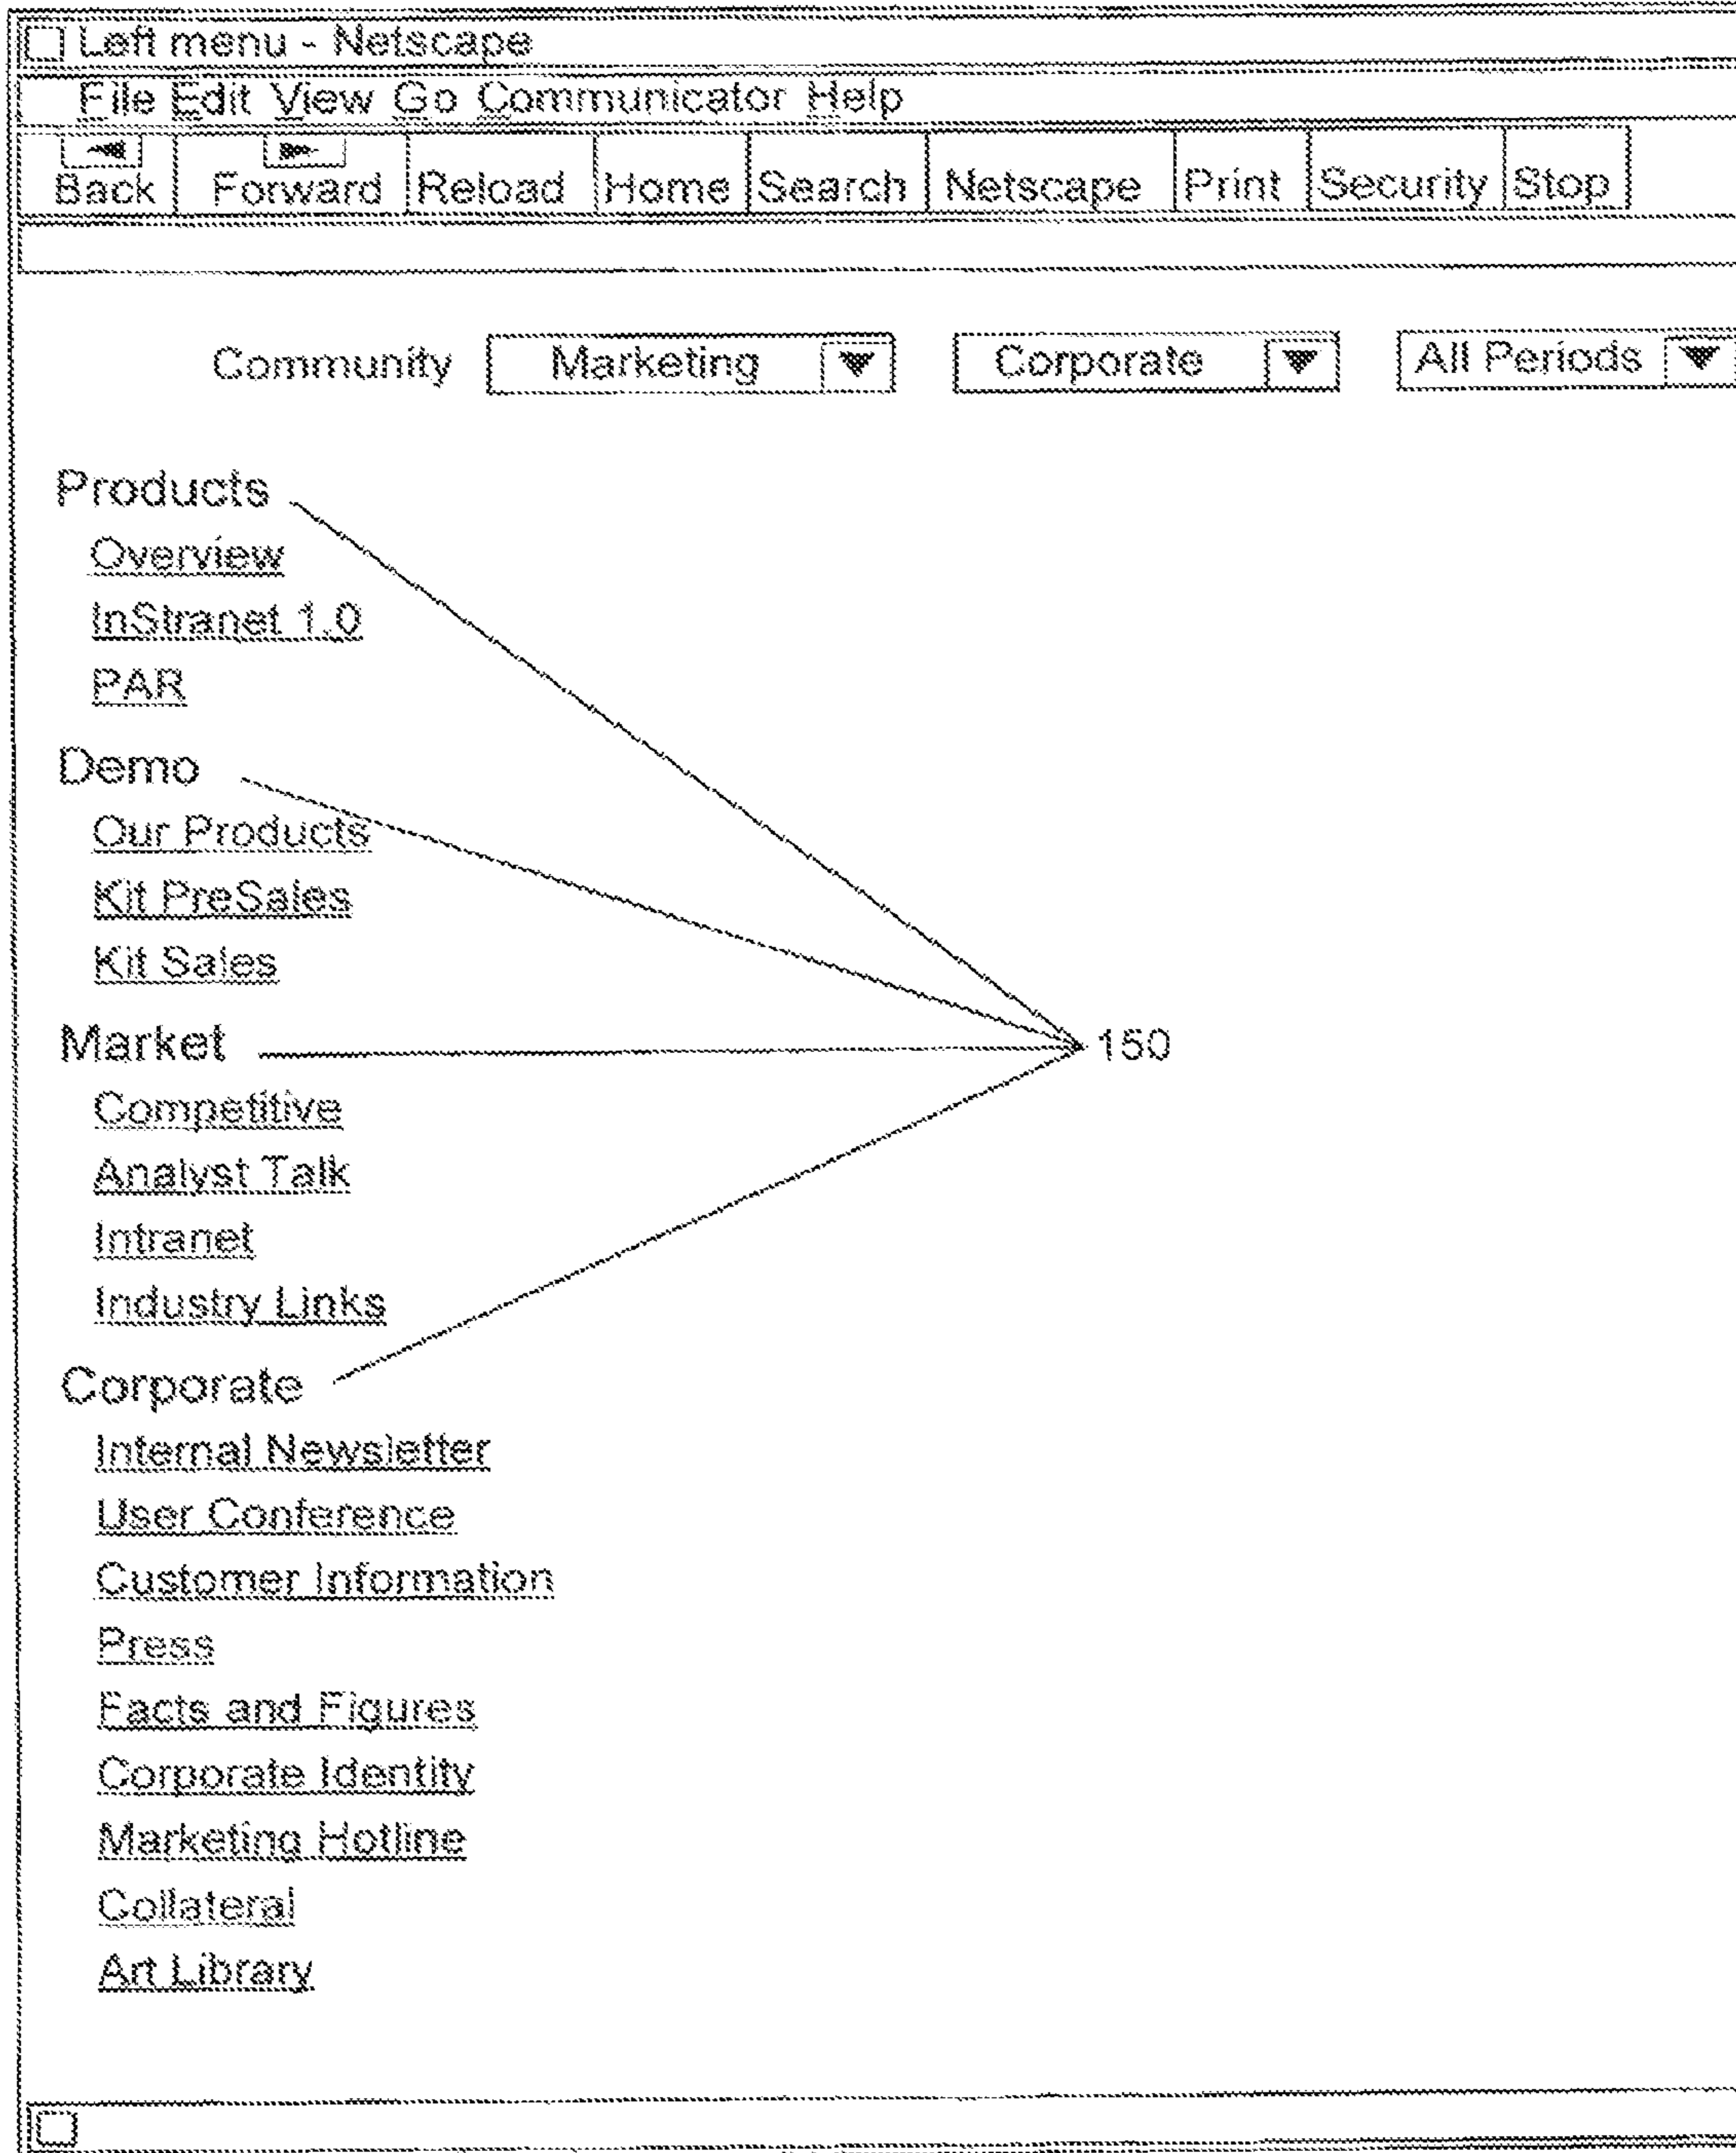 Left menu - Netscape
File Edit View Go Communicator Help
Back Forward Reload Home Search Netscape Print Security Stop
Community Marketing Corporate All Periods
Products
Overview
InStranet 1.0
PAR
Demo
Our Products
Kit PreSales
Kit Sales
Market
150
Competitive
Analyst Talk
Intranet
Industry Links
Corporate
Internal Newsletter
User Conference
Customer Information
Press
Facts and Figures
Corporate Identity
Marketing Hotline
Collateral
Art Library